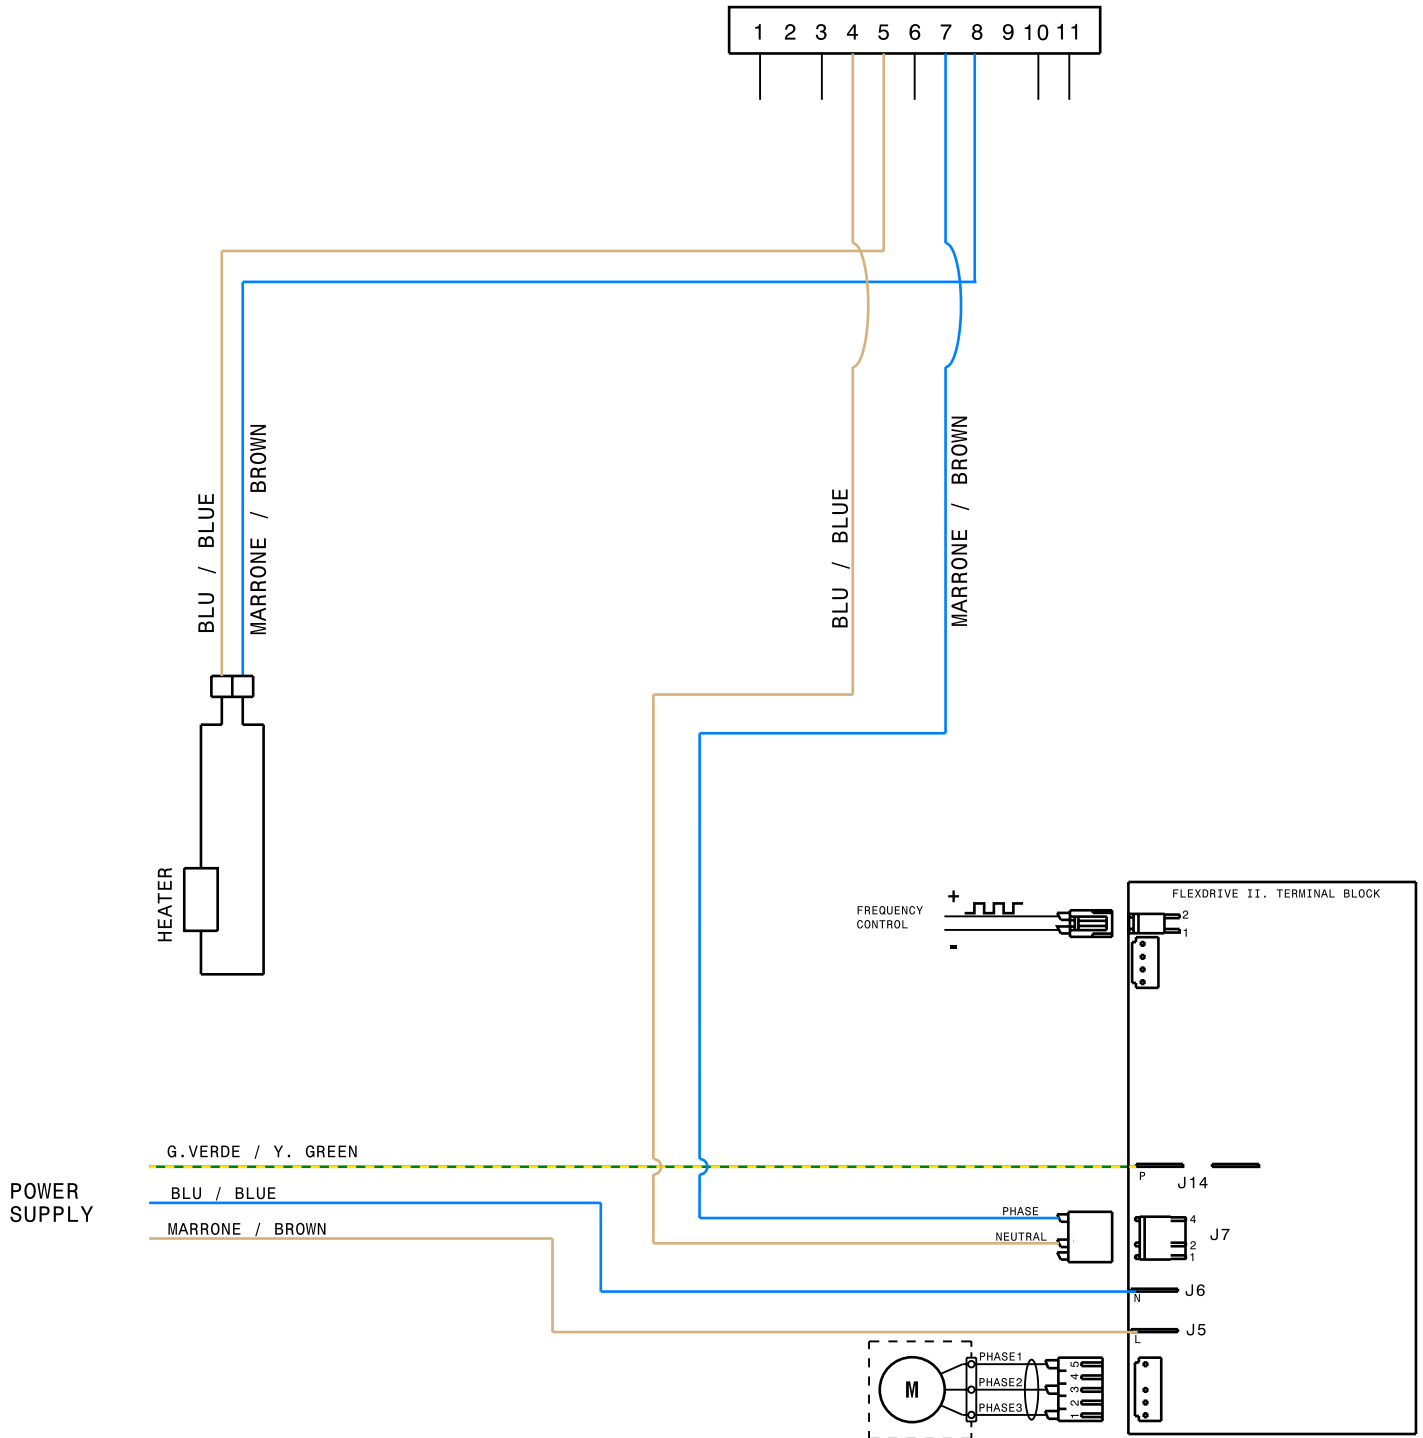 1 2 3 4 5 6 7 8 9 10 11
BLU / BLUE
MARRONE / BROWN
BLU / BLUE
MARRONE / BROWN
HEATER
FREQUENCY
CONTROL
+
-
FLEXDRIVE II. TERMINAL BLOCK
2
1
G.VERDE / Y. GREEN
POWER
SUPPLY
BLU / BLUE
MARRONE / BROWN
P
J14
PHASE
NEUTRAL
4
2
1
J7
N
J6
L
J5
M
PHASE1
PHASE2
PHASE3
5
4
3
2
1